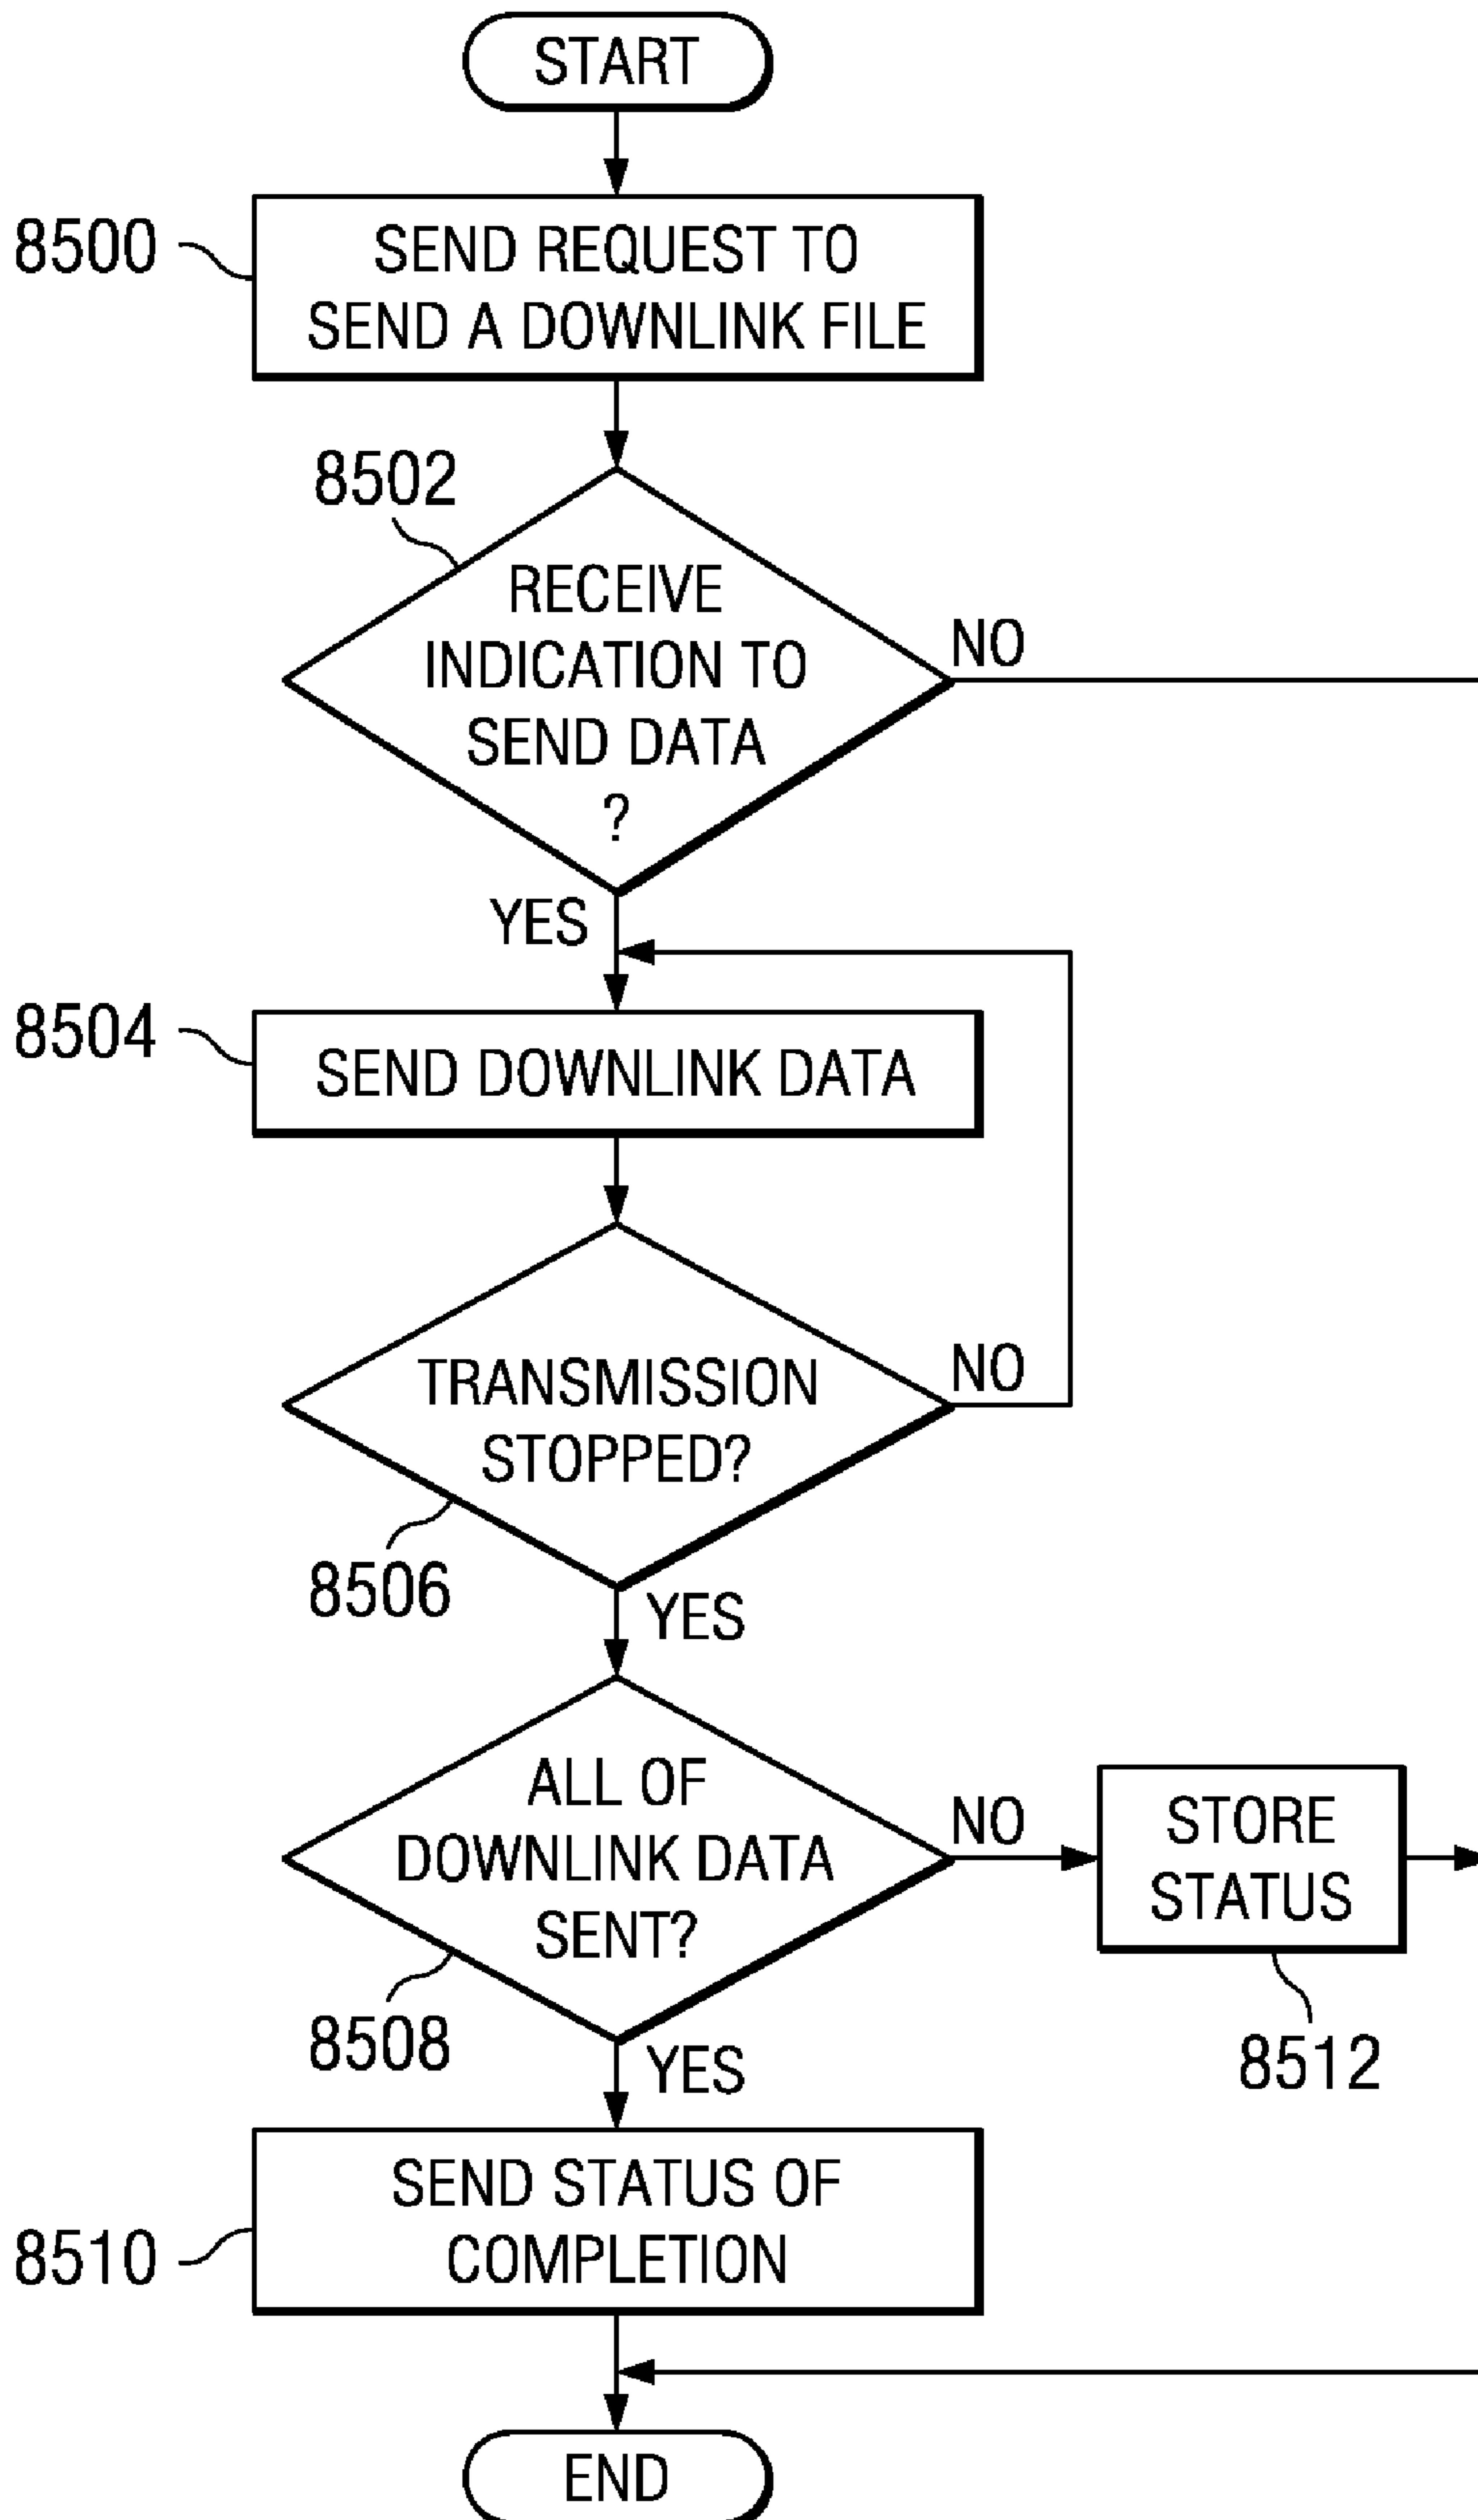 START
8500
SEND REQUEST TO
SEND A DOWNLINK FILE
8502
RECEIVE
INDICATION TO
SEND DATA
?
NO
YES
8504
SEND DOWNLINK DATA
TRANSMISSION
STOPPED?
NO
8506
YES
ALL OF
DOWNLINK DATA
SENT?
NO
STORE
STATUS
8508
YES
8512
SEND STATUS OF
COMPLETION
8510
END